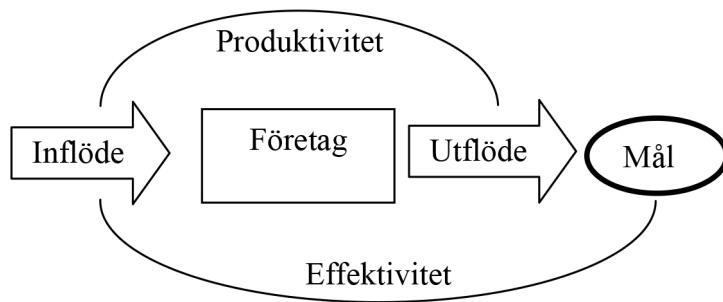 Produktivitet
Inflöde
Företag
Utflöde
Mål
Effektivitet